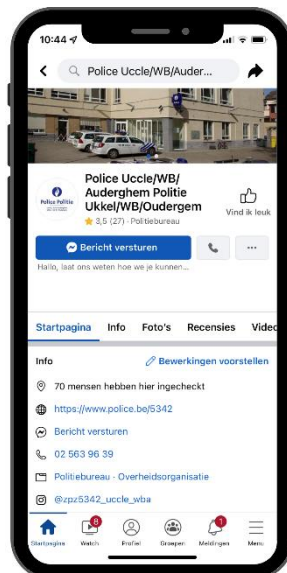 10:44
Police Uccle/WB/Auder...
Police Politie
Police Uccle/WB/
Auderghem Politie
Ukkel/WB/Oudergem
3,5 (27) · Politiebureau
Vind ik leuk
Bericht versturen
Hallo, laat ons weten hoe we je kunnen...
Startpagina Info Foto's Recensies Videc
Info
Bewerkingen voorstellen
70 mensen hebben hier ingecheckt
https://www.police.be/5342
Bericht versturen
02 563 96 39
Politiebureau · Overheidsorganisatie
@zpz5342_uccle_wba
8
1
Startpagina Watch Profiel Groepen Meldingen Menu